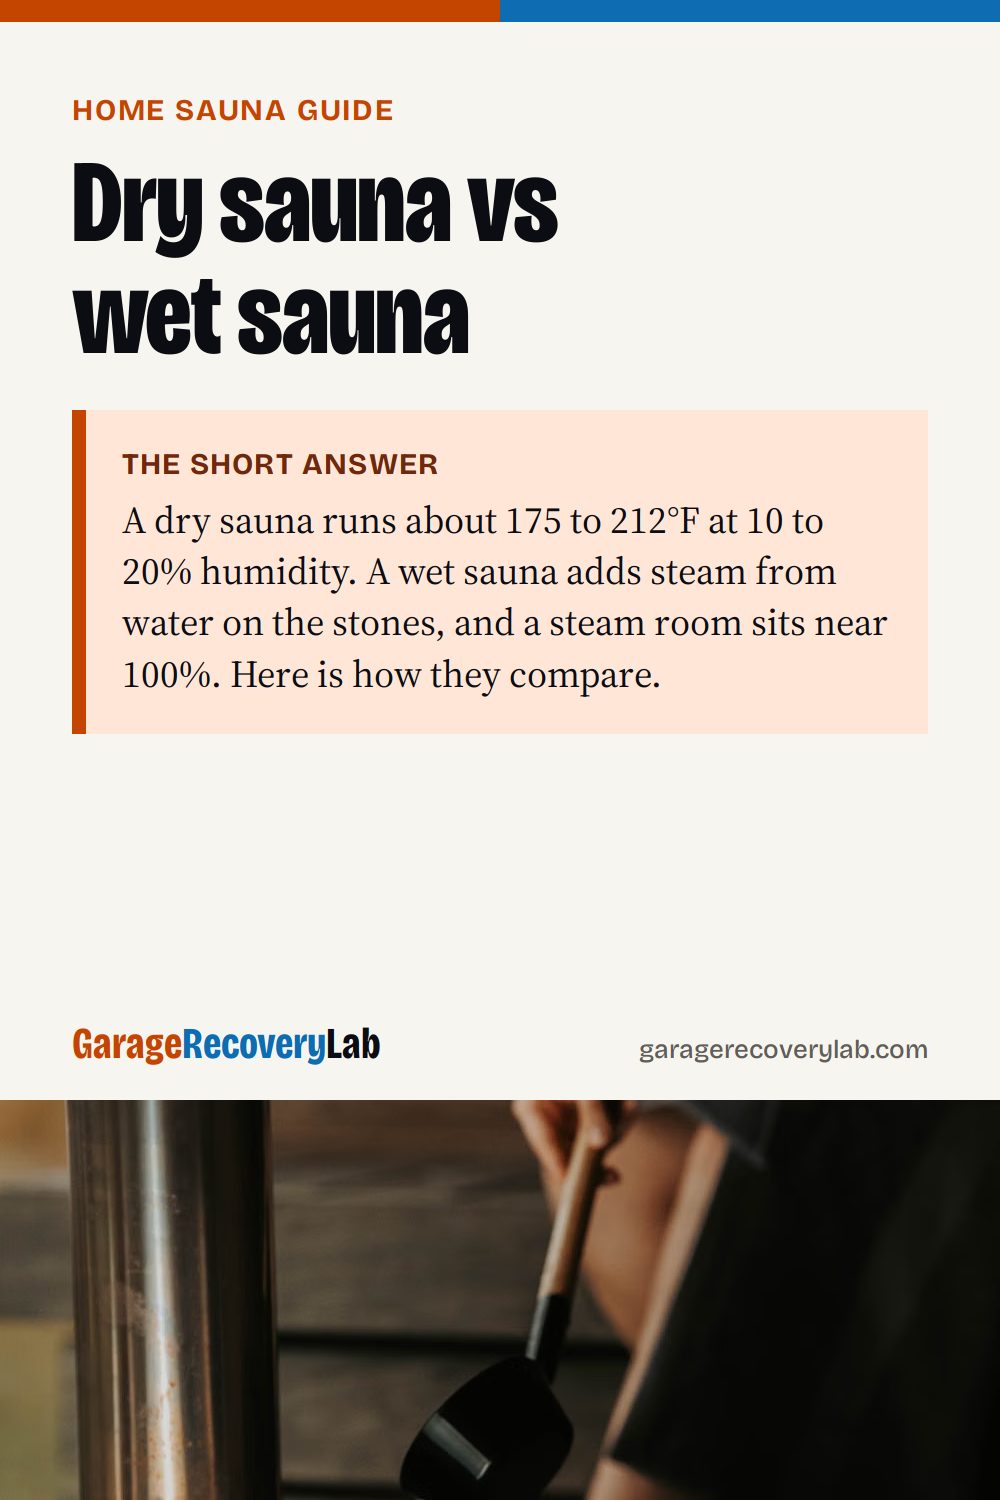 HOME SAUNA GUIDE
Dry sauna vs
wet sauna
THE SHORT ANSWER
A dry sauna runs about 175 to 212°F at 10 to
20% humidity. A wet sauna adds steam from
water on the stones, and a steam room sits near
100%. Here is how they compare.
GarageRecoveryLab
garagerecoverylab.com